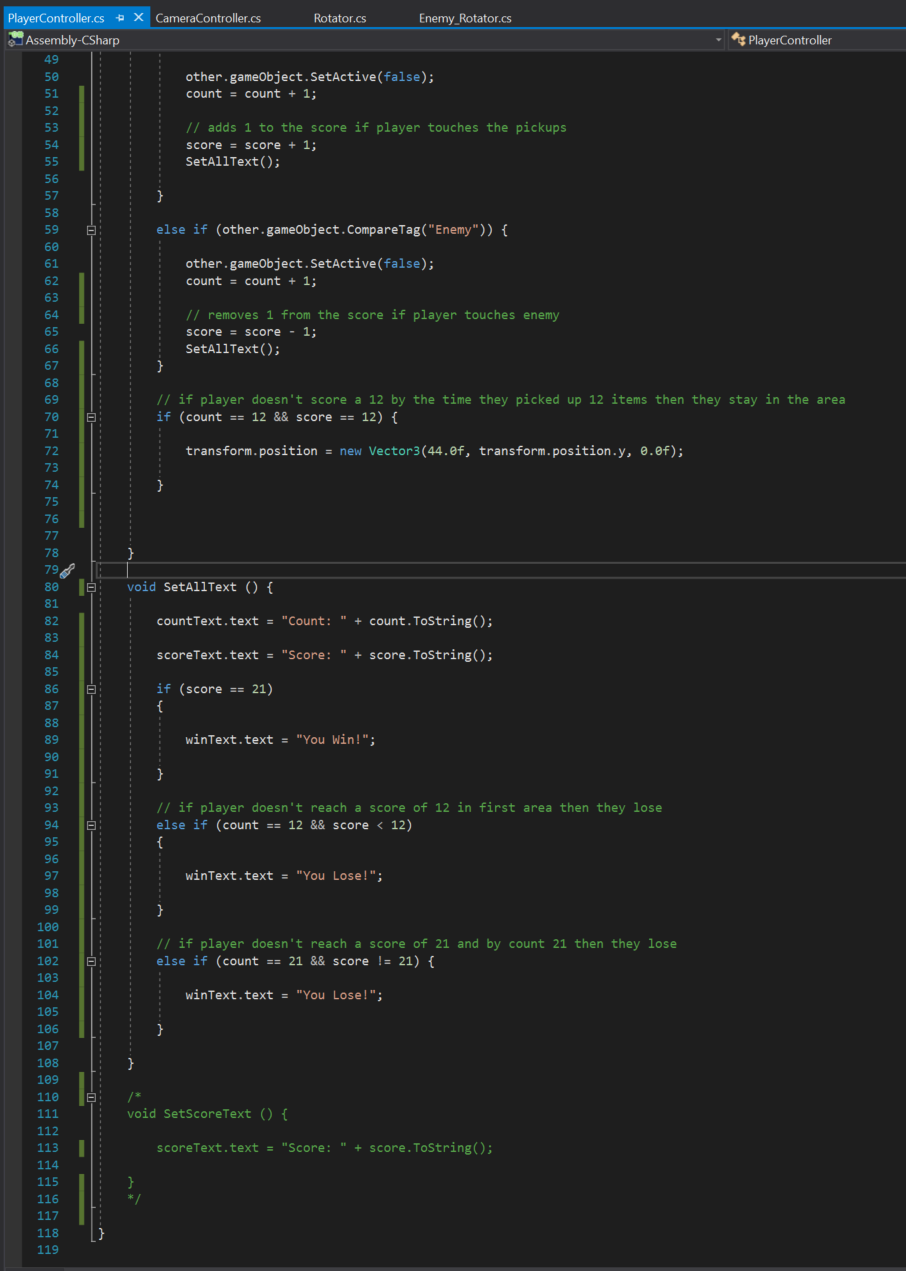 PlayerController.cs CameraController.cs Rotator.cs Enemy_Rotator.cs
Assembly-CSharp PlayerController
49
50 other.gameObject.SetActive(false);
51 count = count + 1;
52
53 // adds 1 to the score if player touches the pickups
54 score = score + 1;
55 SetAllText();
56
57 }
58
59 else if (other.gameObject.CompareTag("Enemy")) {
60
61 other.gameObject.SetActive(false);
62 count = count + 1;
63
64 // removes 1 from the score if player touches enemy
65 score = score - 1;
66 SetAllText();
67 }
68
69 // if player doesn't score a 12 by the time they picked up 12 items then they stay in the area
70 if (count == 12 && score == 12) {
71
72 transform.position = new Vector3(44.0f, transform.position.y, 0.0f);
73
74 }
75
76
77
78 }
79
80 void SetAllText () {
81
82 countText.text = "Count: " + count.ToString();
83
84 scoreText.text = "Score: " + score.ToString();
85
86 if (score == 21)
87 {
88
89 winText.text = "You Win!";
90
91 }
92
93 // if player doesn't reach a score of 12 in first area then they lose
94 else if (count == 12 && score < 12)
95 {
96
97 winText.text = "You Lose!";
98
99 }
100
101 // if player doesn't reach a score of 21 and by count 21 then they lose
102 else if (count == 21 && score != 21) {
103
104 winText.text = "You Lose!";
105
106 }
107
108 }
109
110 /*
111 void SetScoreText () {
112
113 scoreText.text = "Score: " + score.ToString();
114
115 }
116 */
117
118 }
119